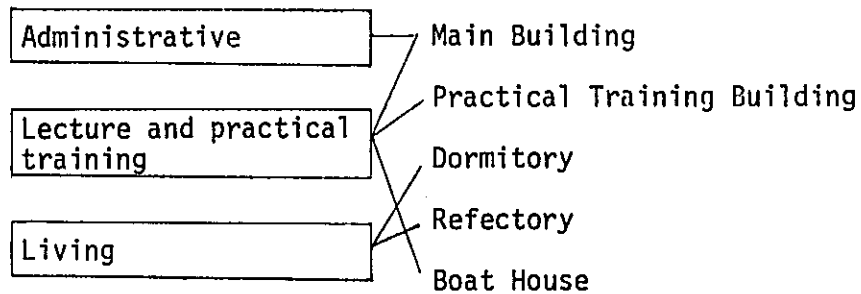 Administrative
Lecture and practical
training
Living
Main Building
Practical Training Building
Dormitory
Refectory
Boat House